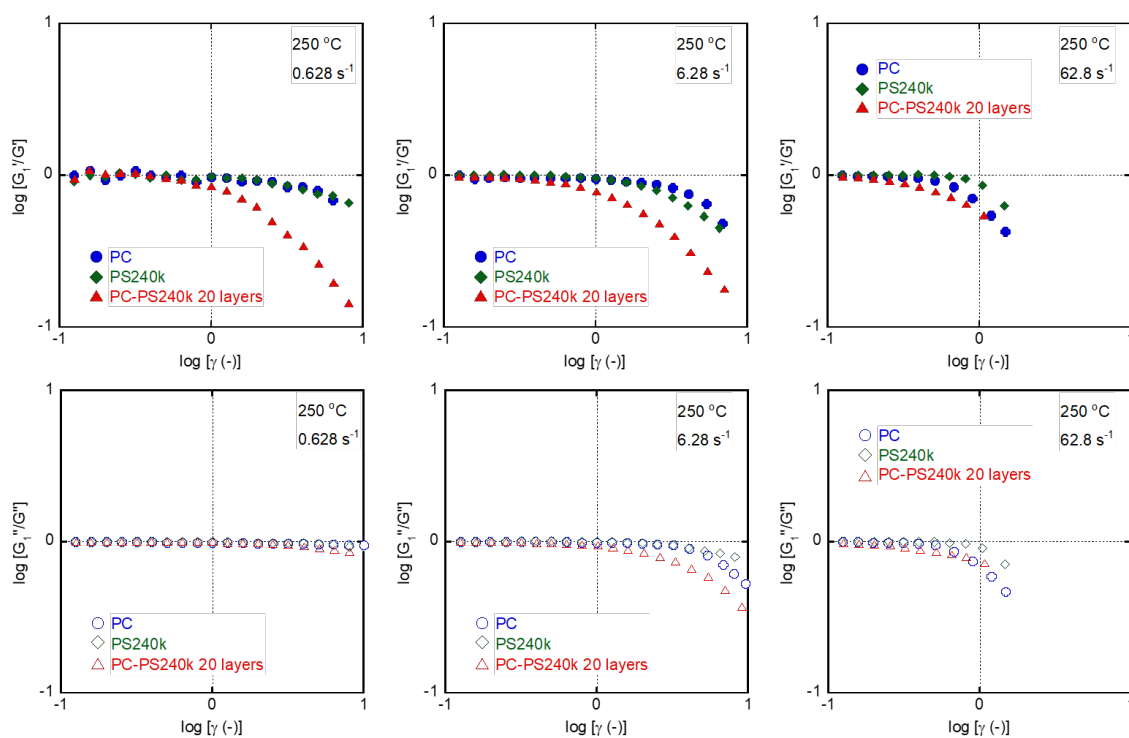 1
250 °C
0.628 s⁻¹
log [G₁'/G']
0
PC
PS240k
PC-PS240k 20 layers
-1
-1
0
1
log [γ (-)]
1
250 °C
6.28 s⁻¹
log [G₁'/G']
0
PC
PS240k
PC-PS240k 20 layers
-1
-1
0
1
log [γ (-)]
1
250 °C
62.8 s⁻¹
PC
PS240k
PC-PS240k 20 layers
log [G₁'/G']
0
-1
-1
0
1
log [γ (-)]
1
250 °C
0.628 s⁻¹
log [G₁"/G"]
0
PC
PS240k
PC-PS240k 20 layers
-1
-1
0
1
log [γ (-)]
1
250 °C
6.28 s⁻¹
log [G₁"/G"]
0
PC
PS240k
PC-PS240k 20 layers
-1
-1
0
1
log [γ (-)]
1
250 °C
62.8 s⁻¹
PC
PS240k
PC-PS240k 20 layers
log [G₁"/G"]
0
-1
-1
0
1
log [γ (-)]